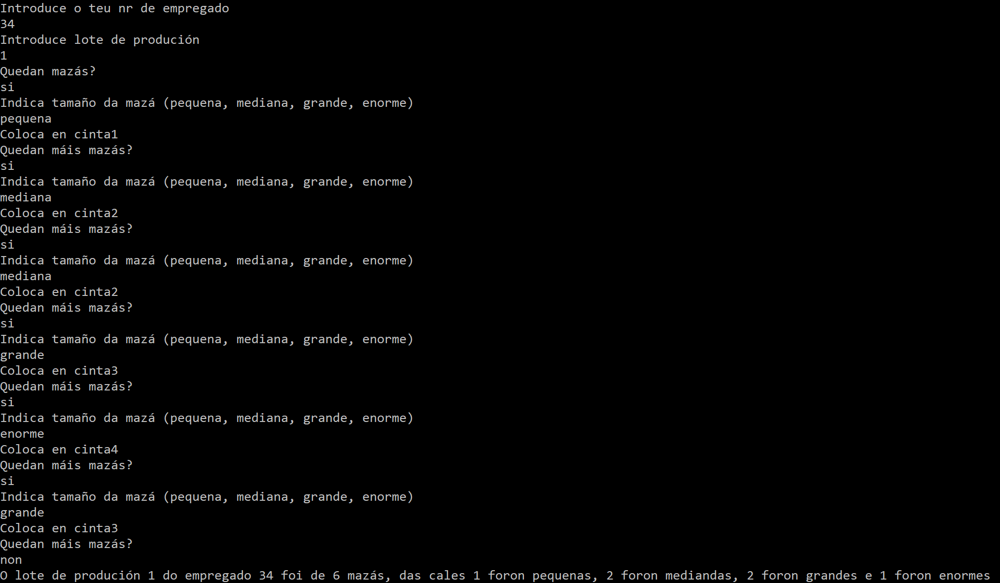 Introduce o teu nr de empregado
34
Introduce lote de produción
1
Quedan mazás?
si
Indica tamaño da mazá (pequena, mediana, grande, enorme)
pequena
Coloca en cinta1
Quedan máis mazás?
si
Indica tamaño da mazá (pequena, mediana, grande, enorme)
mediana
Coloca en cinta2
Quedan máis mazás?
si
Indica tamaño da mazá (pequena, mediana, grande, enorme)
mediana
Coloca en cinta2
Quedan máis mazás?
si
Indica tamaño da mazá (pequena, mediana, grande, enorme)
grande
Coloca en cinta3
Quedan máis mazás?
si
Indica tamaño da mazá (pequena, mediana, grande, enorme)
enorme
Coloca en cinta4
Quedan máis mazás?
si
Indica tamaño da mazá (pequena, mediana, grande, enorme)
grande
Coloca en cinta3
Quedan máis mazás?
non
O lote de produción 1 do empregado 34 foi de 6 mazás, das cales 1 foron pequenas, 2 foron mediandas, 2 foron grandes e 1 foron enormes